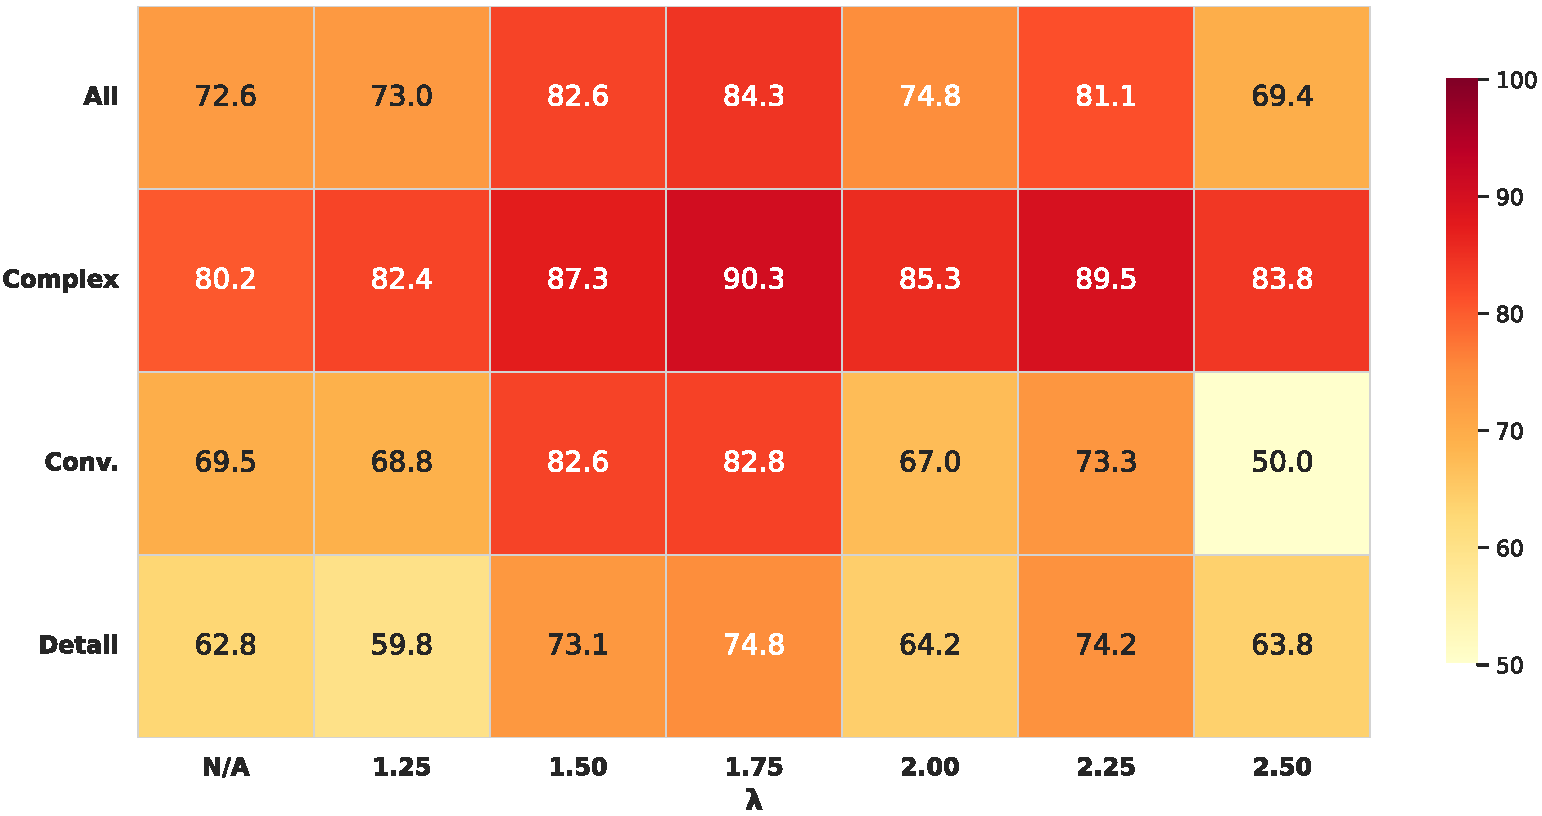 All 72.6 73.0 82.6 84.3 74.8 81.1 69.4
Complex 80.2 82.4 87.3 90.3 85.3 89.5 83.8
Conv. 69.5 68.8 82.6 82.8 67.0 73.3 50.0
Detail 62.8 59.8 73.1 74.8 64.2 74.2 63.8
N/A 1.25 1.50 1.75 2.00 2.25 2.50
λ
100
90
80
70
60
50